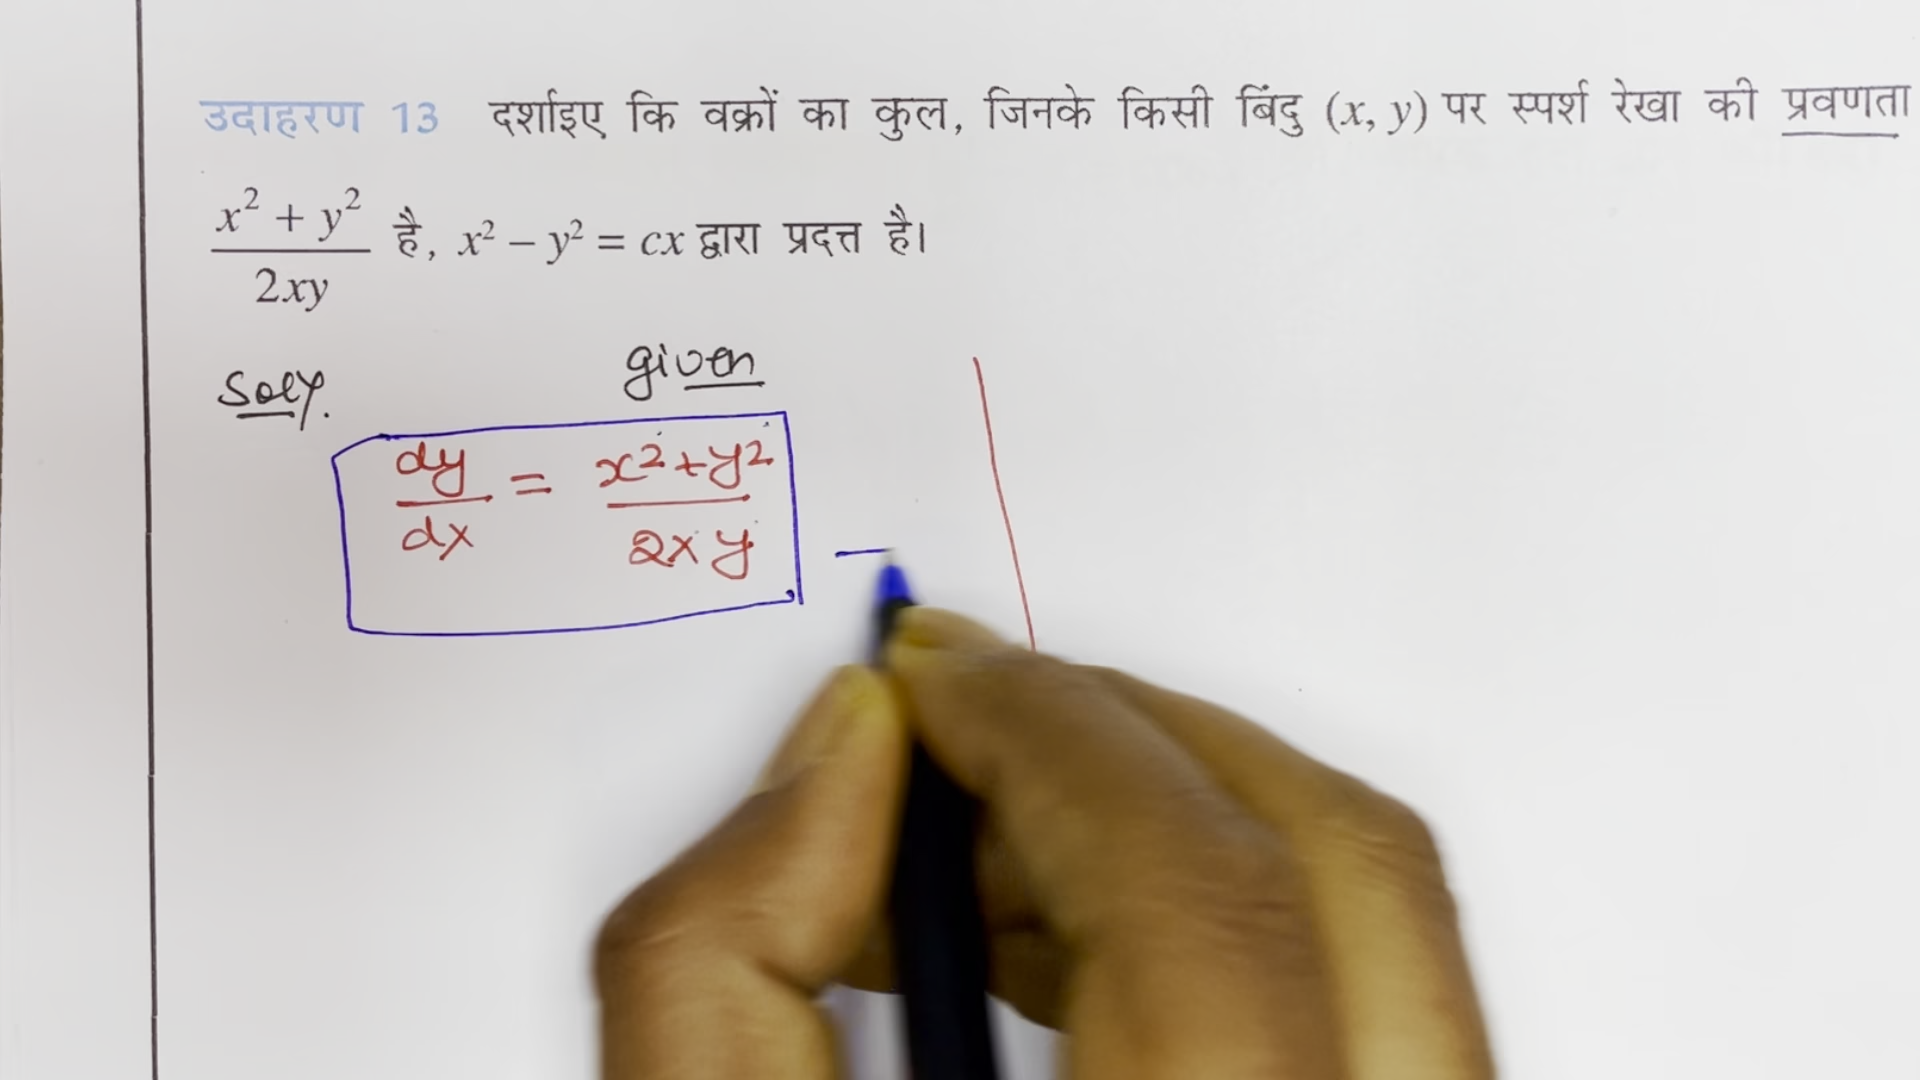 उदाहरण 13 दर्शाइए कि वक्रों का कुल, जिनके किसी बिंदु (x, y) पर स्पर्श रेखा की प्रवणता
x² + y² / 2xy है, x² – y² = cx द्वारा प्रदत्त है।
given
Solⁿ.
dy/dx = x²+y² / 2xy